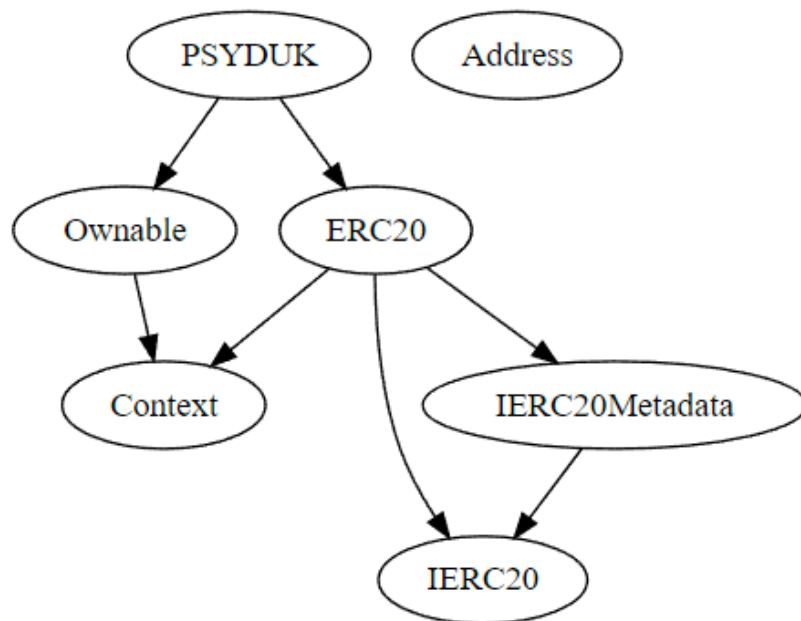 PSYDUK
Address
Ownable
ERC20
Context
IERC20Metadata
IERC20